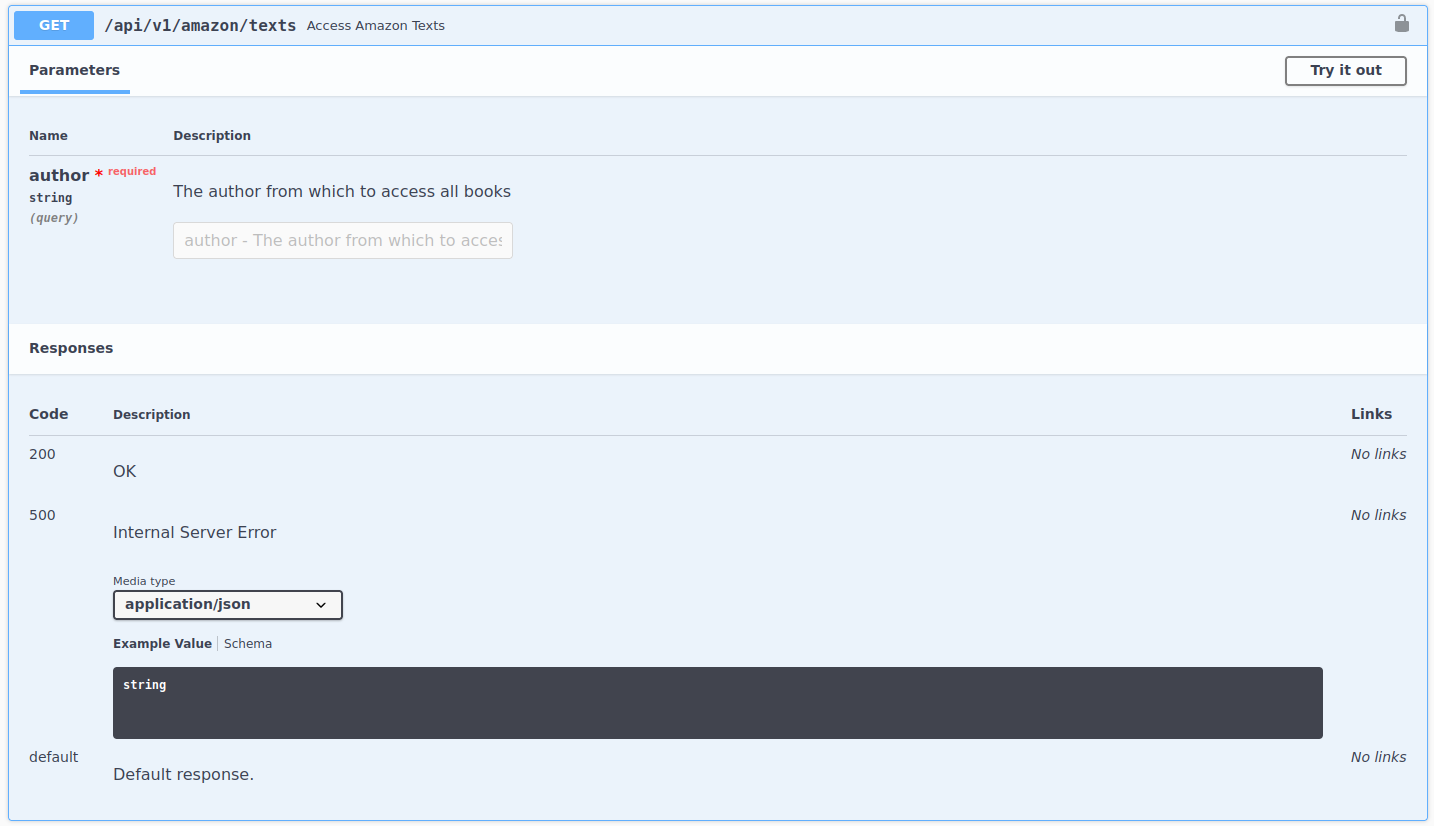 GET /api/v1/amazon/texts Access Amazon Texts
Parameters Try it out
Name Description
author * required
string
(query)
The author from which to access all books
author - The author from which to acces
Responses
Code Description Links
200 OK No links
500 Internal Server Error No links
Media type
application/json
Example Value Schema
string
default Default response. No links